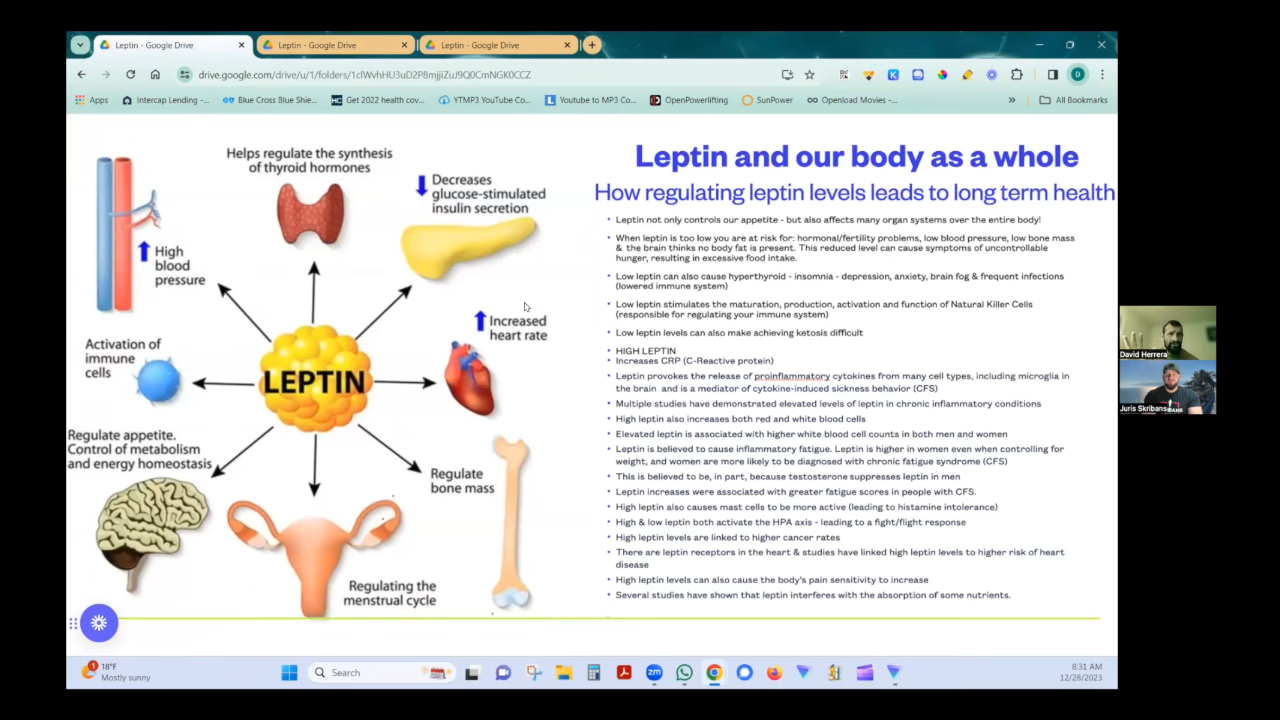 Leptin - Google Drive
Leptin - Google Drive
Leptin - Google Drive
drive.google.com/drive/u/1/folders/
Apps
Intercap Lending -...
Blue Cross Blue Shie...
Get 2022 health cov...
YTMP3 YouTube Co...
Youtube to MP3 Co...
OpenPowerlifting
SunPower
Openload Movies -...
All Bookmarks
Helps regulate the synthesis
of thyroid hormones
Decreases
glucose-stimulated
insulin secretion
High
blood
pressure
Increased
heart rate
Activation of
immune
cells
LEPTIN
Regulate appetite.
Control of metabolism
and energy homeostasis
Regulate
bone mass
Regulating the
menstrual cycle
Leptin and our body as a whole
How regulating leptin levels leads to long term health
• Leptin not only controls our appetite - but also affects many organ systems over the entire body!
• When leptin is too low you are at risk for: hormonal/fertility problems, low blood pressure, low bone mass
& the brain thinks no body fat is present. This reduced level can cause symptoms of uncontrollable
hunger, resulting in excessive food intake.
• Low leptin can also cause hyperthyroid - insomnia - depression, anxiety, brain fog & frequent infections
(lowered immune system)
• Low leptin stimulates the maturation, production, activation and function of Natural Killer Cells
(responsible for regulating your immune system)
• Low leptin levels can also make achieving ketosis difficult
• HIGH LEPTIN
• Increases CRP (C-Reactive protein)
• Leptin provokes the release of proinflammatory cytokines from many cell types, including microglia in
the brain and is a mediator of cytokine-induced sickness behavior (CFS)
• Multiple studies have demonstrated elevated levels of leptin in chronic inflammatory conditions
• High leptin also increases both red and white blood cells
• Elevated leptin is associated with higher white blood cell counts in both men and women
• Leptin is believed to cause inflammatory fatigue. Leptin is higher in women even when controlling for
weight, and women are more likely to be diagnosed with chronic fatigue syndrome (CFS)
• This is believed to be, in part, because testosterone suppresses leptin in men
• Leptin increases were associated with greater fatigue scores in people with CFS.
• High leptin also causes mast cells to be more active (leading to histamine intolerance)
• High & low leptin both activate the HPA axis - leading to a fight/flight response
• High leptin levels are linked to higher cancer rates
• There are leptin receptors in the heart & studies have linked high leptin levels to higher risk of heart
disease
• High leptin levels can also cause the body's pain sensitivity to increase
• Several studies have shown that leptin interferes with the absorption of some nutrients.
David Herrera
Juris Skribans
1
18°F
Mostly sunny
Search
zm
8:31 AM
12/28/2023